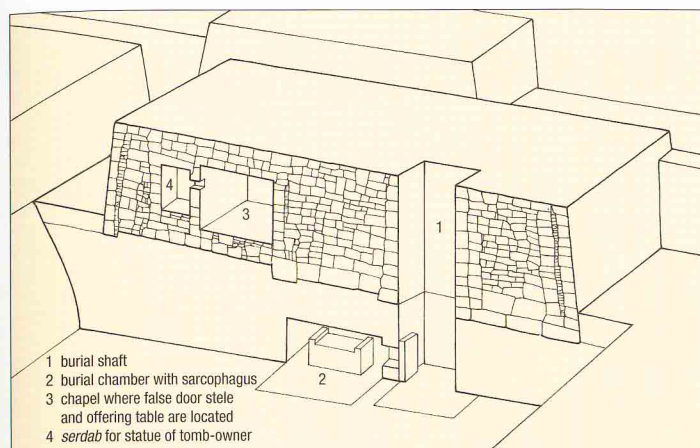 4
3
1
2
1 burial shaft
2 burial chamber with sarcophagus
3 chapel where false door stele
and offering table are located
4 serdab for statue of tomb-owner